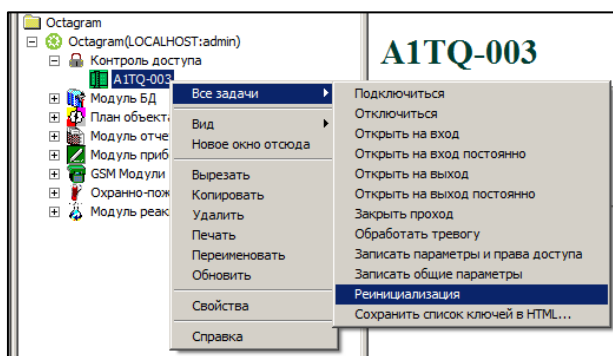 Octagram
Octagram(LOCALHOST:admin)
Контроль доступа
A1TQ-003
Модуль БД
План объект
Модуль отче
Модуль приб
GSM Модули
Охранно-пож
Модуль реак
A1TQ-003
Все задачи
Вид
Новое окно отсюда
Вырезать
Копировать
Удалить
Печать
Переименовать
Обновить
Свойства
Справка
Подключиться
Отключиться
Открыть на вход
Открыть на вход постоянно
Открыть на выход
Открыть на выход постоянно
Закрыть проход
Обработать тревогу
Записать параметры и права доступа
Записать общие параметры
Реинициализация
Сохранить список ключей в HTML...